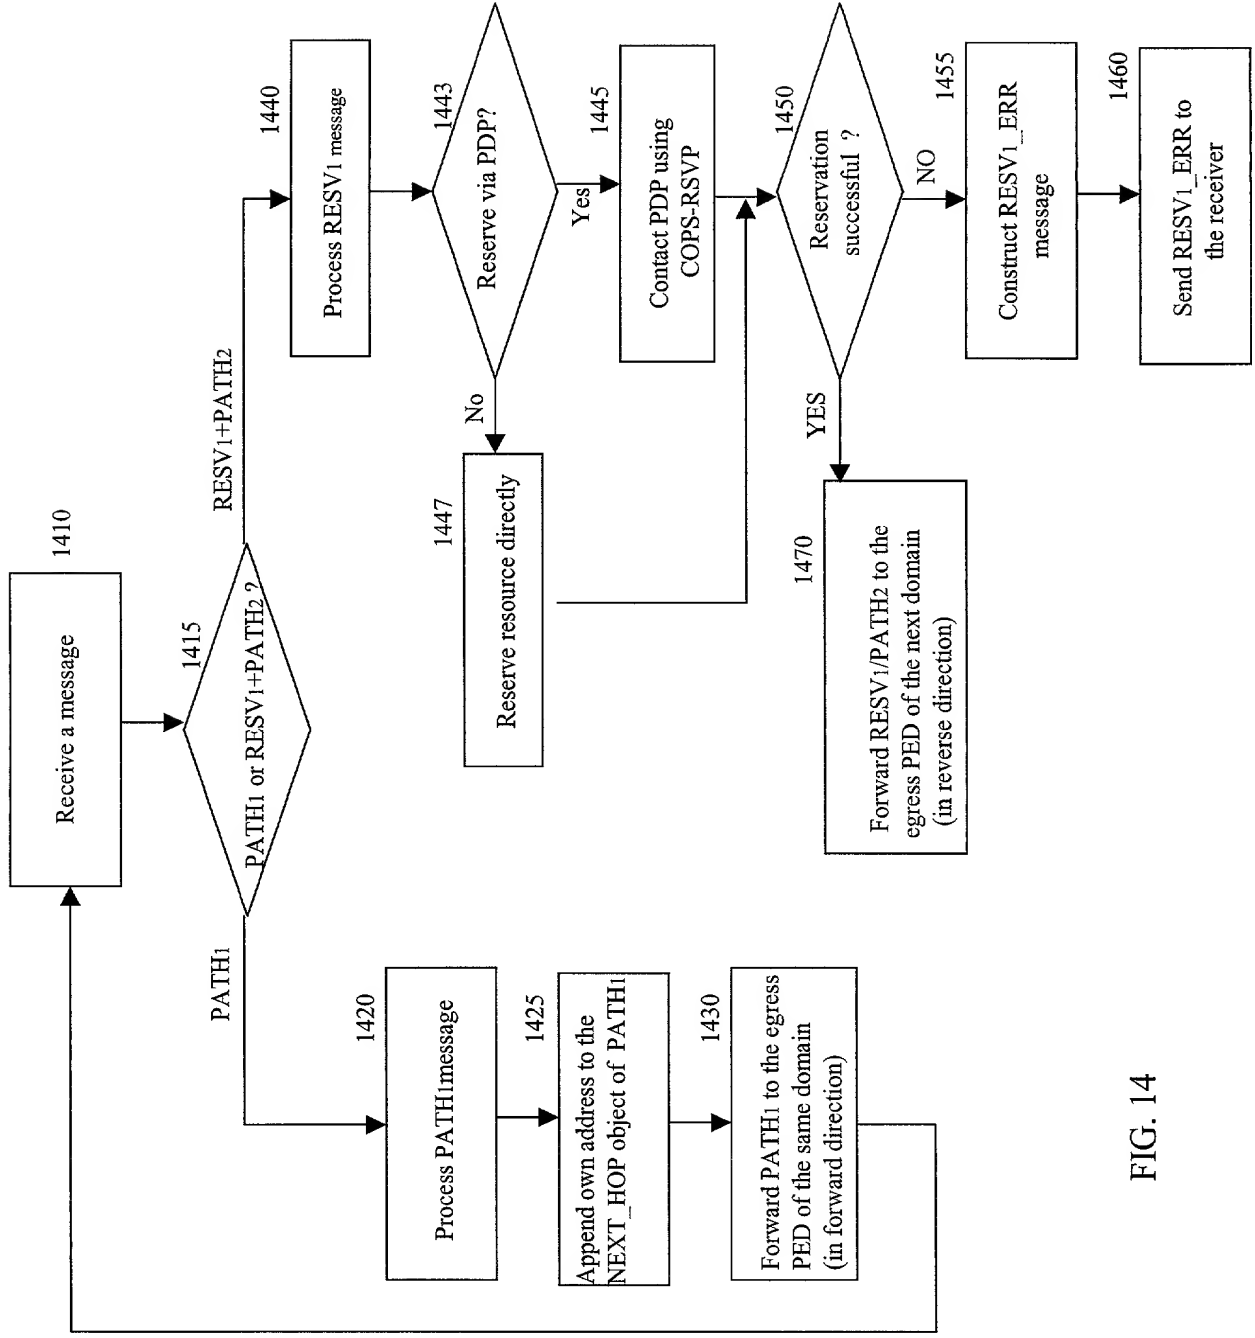 1410
Receive a message
1415
PATH1 or RESV1+PATH2 ?
PATH1
RESV1+PATH2
1420
Process PATH1message
1425
Append own address to the
NEXT_HOP object of PATH1
1430
Forward PATH1 to the egress
PED of the same domain
(in forward direction)
1440
Process RESV1 message
1443
Reserve via PDP?
No
Yes
1447
Reserve resource directly
1445
Contact PDP using
COPS-RSVP
1450
Reservation
successful ?
YES
NO
1470
Forward RESV1/PATH2 to the
egress PED of the next domain
(in reverse direction)
1455
Construct RESV1_ERR
message
1460
Send RESV1_ERR to
the receiver
FIG. 14